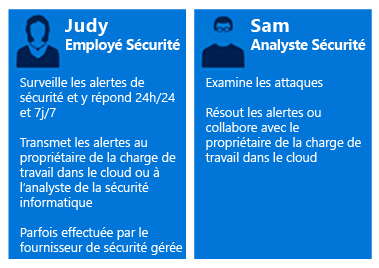 Judy
Employé Sécurité
Surveille les alertes de
sécurité et y répond 24h/24
et 7j/7
Transmet les alertes au
propriétaire de la charge de
travail dans le cloud ou à
l'analyste de la sécurité
informatique
Parfois effectuée par le
fournisseur de sécurité gérée
Sam
Analyste Sécurité
Examine les attaques
Résout les alertes ou
collabore avec le
propriétaire de la charge de
travail dans le cloud